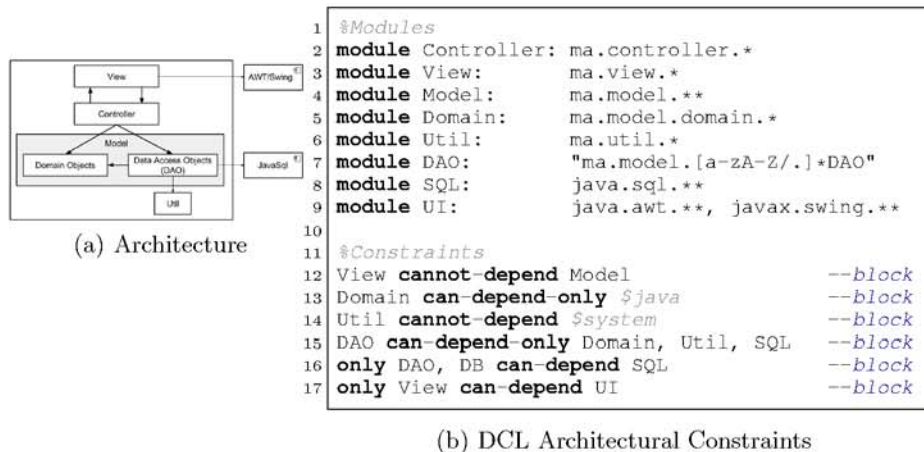 View
AWT/Swing
Controller
Model
Domain Objects
Data Access Objects
(DAO)
JavaSql
Util
(a) Architecture
1 %Modules
2 module Controller: ma.controller.*
3 module View: ma.view.*
4 module Model: ma.model.**
5 module Domain: ma.model.domain.*
6 module Util: ma.util.*
7 module DAO: "ma.model.[a-zA-Z/.]*DAO"
8 module SQL: java.sql.**
9 module UI: java.awt.**, javax.swing.**
10
11 %Constraints
12 View cannot-depend Model --block
13 Domain can-depend-only $java --block
14 Util cannot-depend $system --block
15 DAO can-depend-only Domain, Util, SQL --block
16 only DAO, DB can-depend SQL --block
17 only View can-depend UI --block
(b) DCL Architectural Constraints